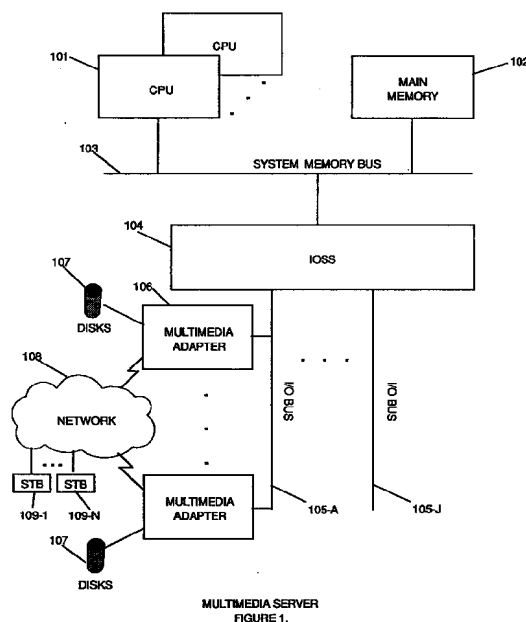 CPU
101
CPU
MAIN
MEMORY
102
103
SYSTEM MEMORY BUS
104
IOSS
107
106
DISKS
MULTIMEDIA
ADAPTER
108
NETWORK
I/O BUS
I/O BUS
STB
STB
109-1
109-N
MULTIMEDIA
ADAPTER
105-A
105-J
107
DISKS
MULTIMEDIA SERVER
FIGURE 1.